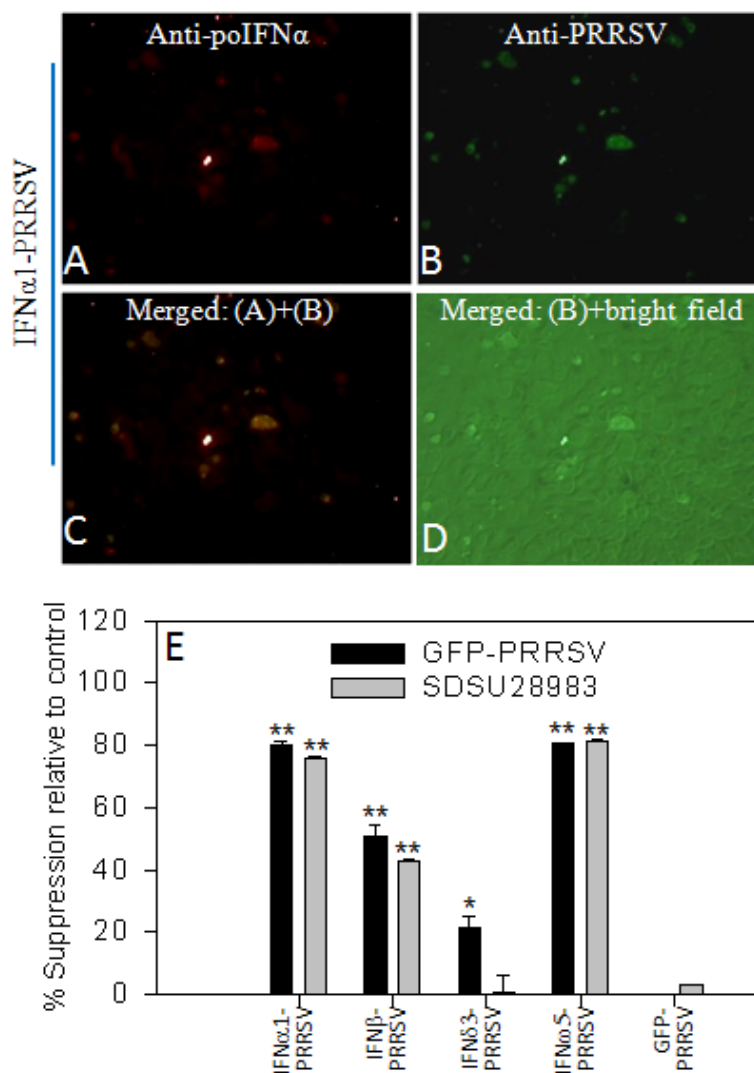 Anti-poIFNα
Anti-PRRSV
IFNα1-PRRSV
A
B
Merged: (A)+(B)
Merged: (B)+bright field
C
D
E
% Suppression relative to control
120
100
80
60
40
20
0
GFP-PRRSV
SDSU28983
**
**
**
**
*
**
**
IFNα1-
PRRSV
IFNβ-
PRRSV
IFNδ3-
PRRSV
IFNω5-
PRRSV
GFP-
PRRSV